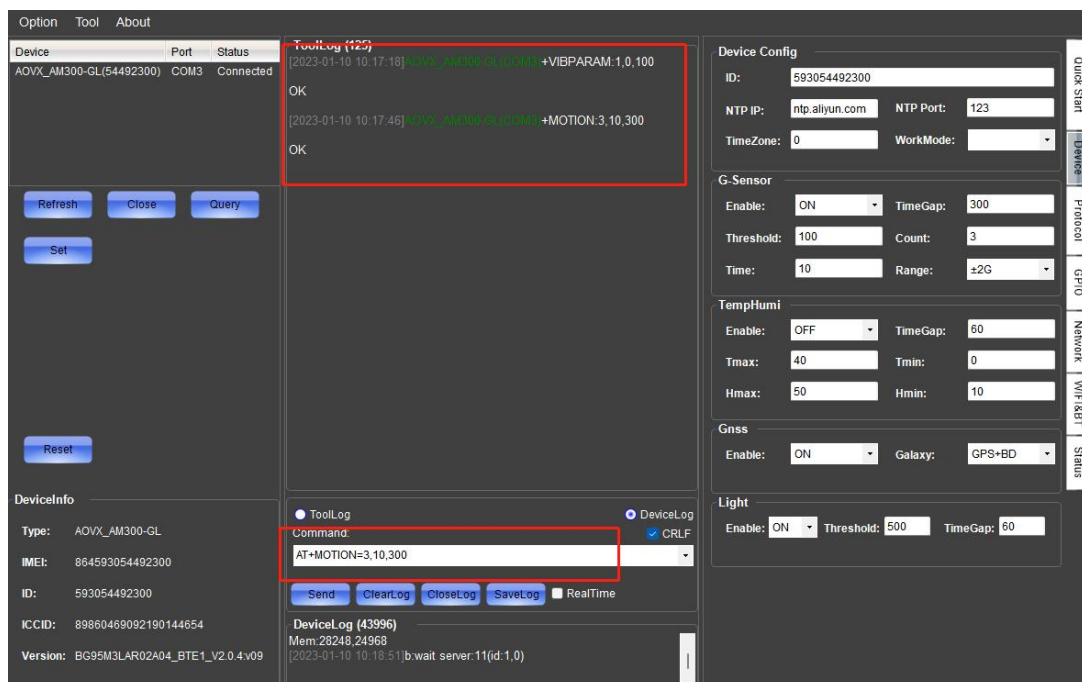 Option Tool About
Device Port Status
AOVX_AM300-GL(54492300) COM3 Connected
Refresh Close Query
Set
Reset
DeviceInfo
Type: AOVX_AM300-GL
IMEI: 864593054492300
ID: 593054492300
ICCID: 89860469092190144654
Version: BG95M3LAR02A04_BTE1_V2.0.4:v09
ToolLog (125)
[2023-01-10 10:17:18]AOVX_AM300-GL(COM3)+VIBPARAM:1,0,100
OK
[2023-01-10 10:17:46]AOVX_AM300-GL(COM3)+MOTION:3,10,300
OK
ToolLog DeviceLog
Command: CRLF
AT+MOTION=3,10,300
Send ClearLog CloseLog SaveLog RealTime
DeviceLog (43996)
Mem:28248,24968
[2023-01-10 10:18:51]b:wait server:11(id:1,0)
Device Config
ID: 593054492300
NTP IP: ntp.aliyun.com NTP Port: 123
TimeZone: 0 WorkMode:
G-Sensor
Enable: ON TimeGap: 300
Threshold: 100 Count: 3
Time: 10 Range: ±2G
TempHumi
Enable: OFF TimeGap: 60
Tmax: 40 Tmin: 0
Hmax: 50 Hmin: 10
Gnss
Enable: ON Galaxy: GPS+BD
Light
Enable: ON Threshold: 500 TimeGap: 60
Quick Start
Device
Protocol
GPIO
Network
WIFI&BT
Status